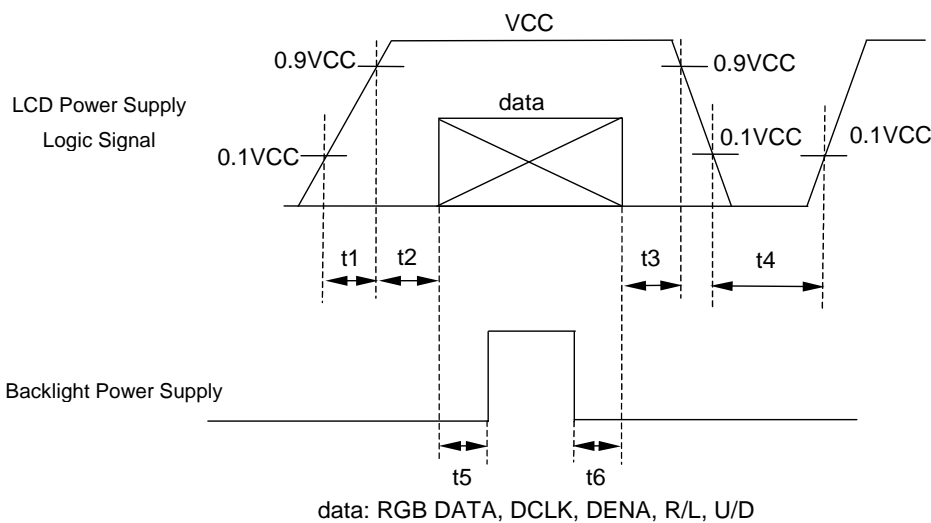 VCC
0.9VCC
0.9VCC
LCD Power Supply
Logic Signal
data
0.1VCC
0.1VCC
0.1VCC
t1
t2
t3
t4
Backlight Power Supply
t5
t6
data: RGB DATA, DCLK, DENA, R/L, U/D